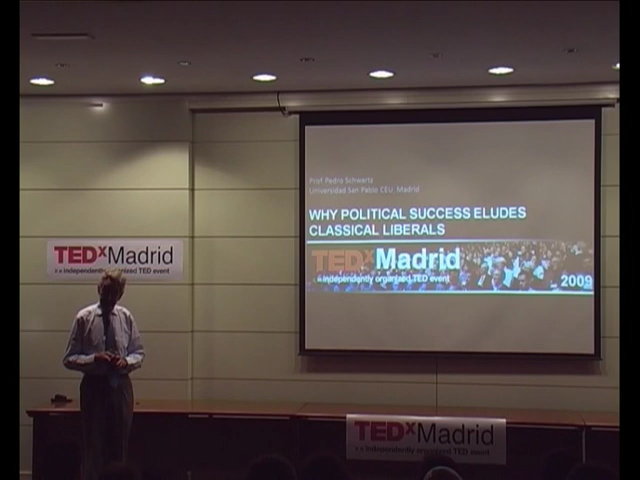 Prof Pedro Schwartz
Universidad San Pablo CEU Madrid
WHY POLITICAL SUCCESS ELUDES
CLASSICAL LIBERALS
TEDxMadrid
x = independently organized TED event
2009
TEDxMadrid
x = independently organized TED event
TEDxMadrid
x = independently organized TED event